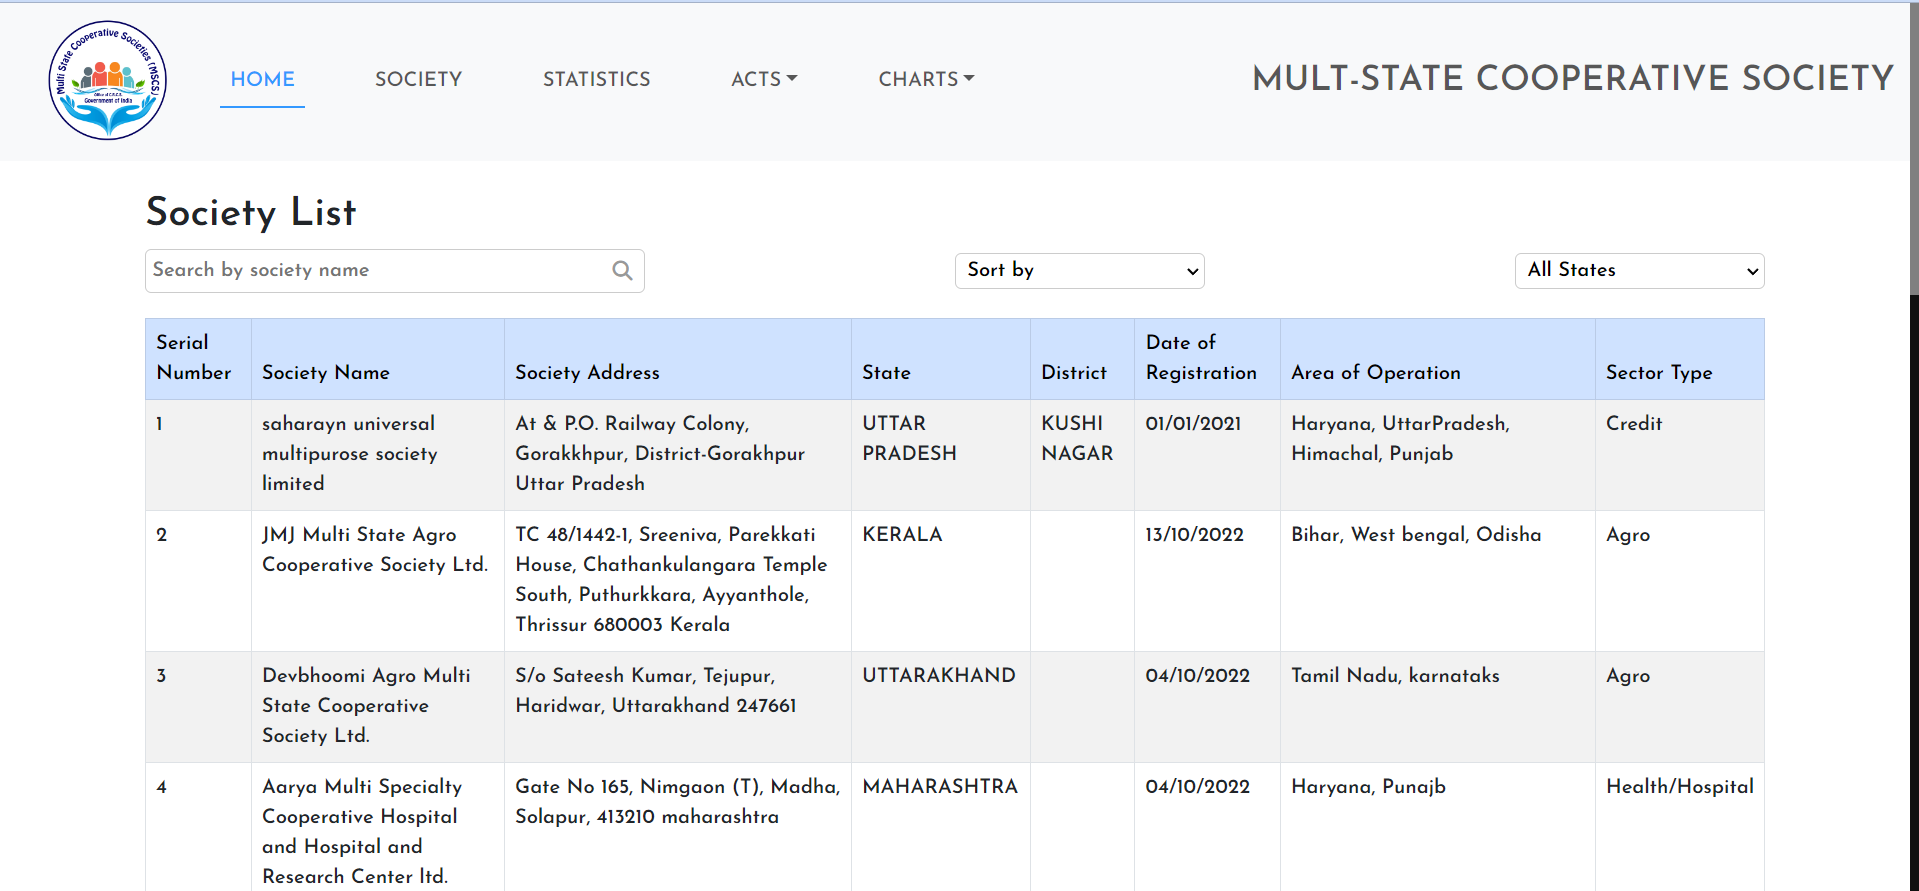 Multi State Cooperative Societies (MSCS)
Office of C.R.C.S.
Government of India
HOME
SOCIETY
STATISTICS
ACTS
CHARTS
MULT-STATE COOPERATIVE SOCIETY
Society List
Search by society name
Sort by
All States
Serial
Number
Society Name
Society Address
State
District
Date of
Registration
Area of Operation
Sector Type
1
saharayn universal
multipurose society
limited
At & P.O. Railway Colony,
Gorakkhpur, District-Gorakhpur
Uttar Pradesh
UTTAR
PRADESH
KUSHI
NAGAR
01/01/2021
Haryana, UttarPradesh,
Himachal, Punjab
Credit
2
JMJ Multi State Agro
Cooperative Society Ltd.
TC 48/1442-1, Sreeniva, Parekkati
House, Chathankulangara Temple
South, Puthurkkara, Ayyanthole,
Thrissur 680003 Kerala
KERALA
13/10/2022
Bihar, West bengal, Odisha
Agro
3
Devbhoomi Agro Multi
State Cooperative
Society Ltd.
S/o Sateesh Kumar, Tejupur,
Haridwar, Uttarakhand 247661
UTTARAKHAND
04/10/2022
Tamil Nadu, karnataks
Agro
4
Aarya Multi Specialty
Cooperative Hospital
and Hospital and
Research Center ltd.
Gate No 165, Nimgaon (T), Madha,
Solapur, 413210 maharashtra
MAHARASHTRA
04/10/2022
Haryana, Punajb
Health/Hospital